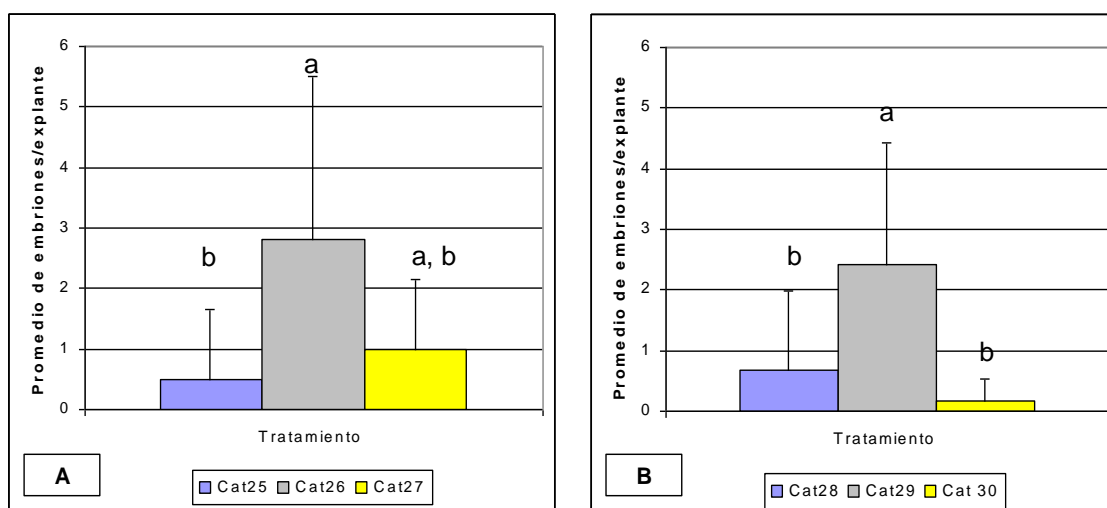 Promedio de embriones/explante
6
5
4
3
2
1
0
a
b
a, b
Tratamiento
A
Cat25 Cat26 Cat27
Promedio de embriones/explante
6
5
4
3
2
1
0
a
b
b
Tratamiento
B
Cat28 Cat29 Cat 30